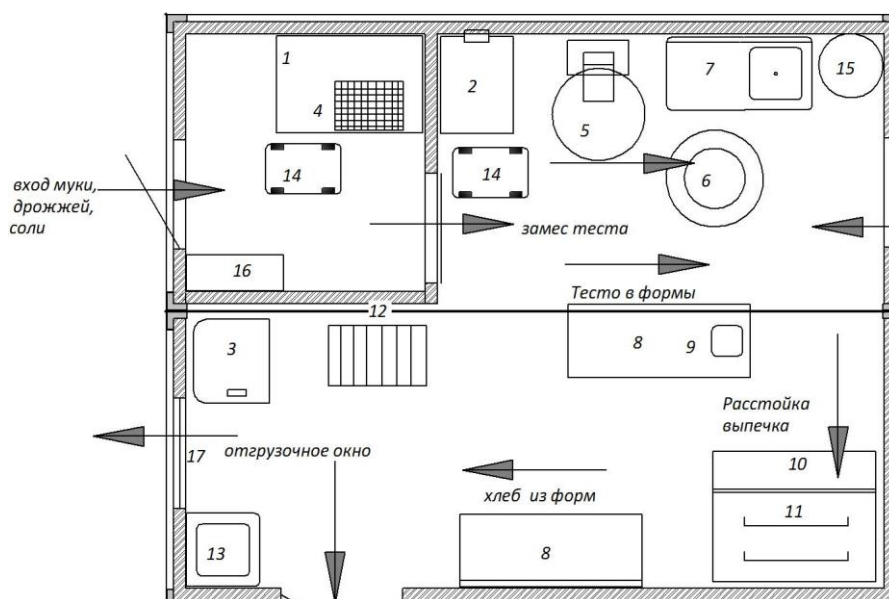 1
4
14
вход муки,
дрожжей,
соли
16
2
5
7
15
14
6
замес теста
Тесто в формы
12
3
8
9
Расстойка
выпечка
17
отгрузочное окно
хлеб из форм
10
11
13
8